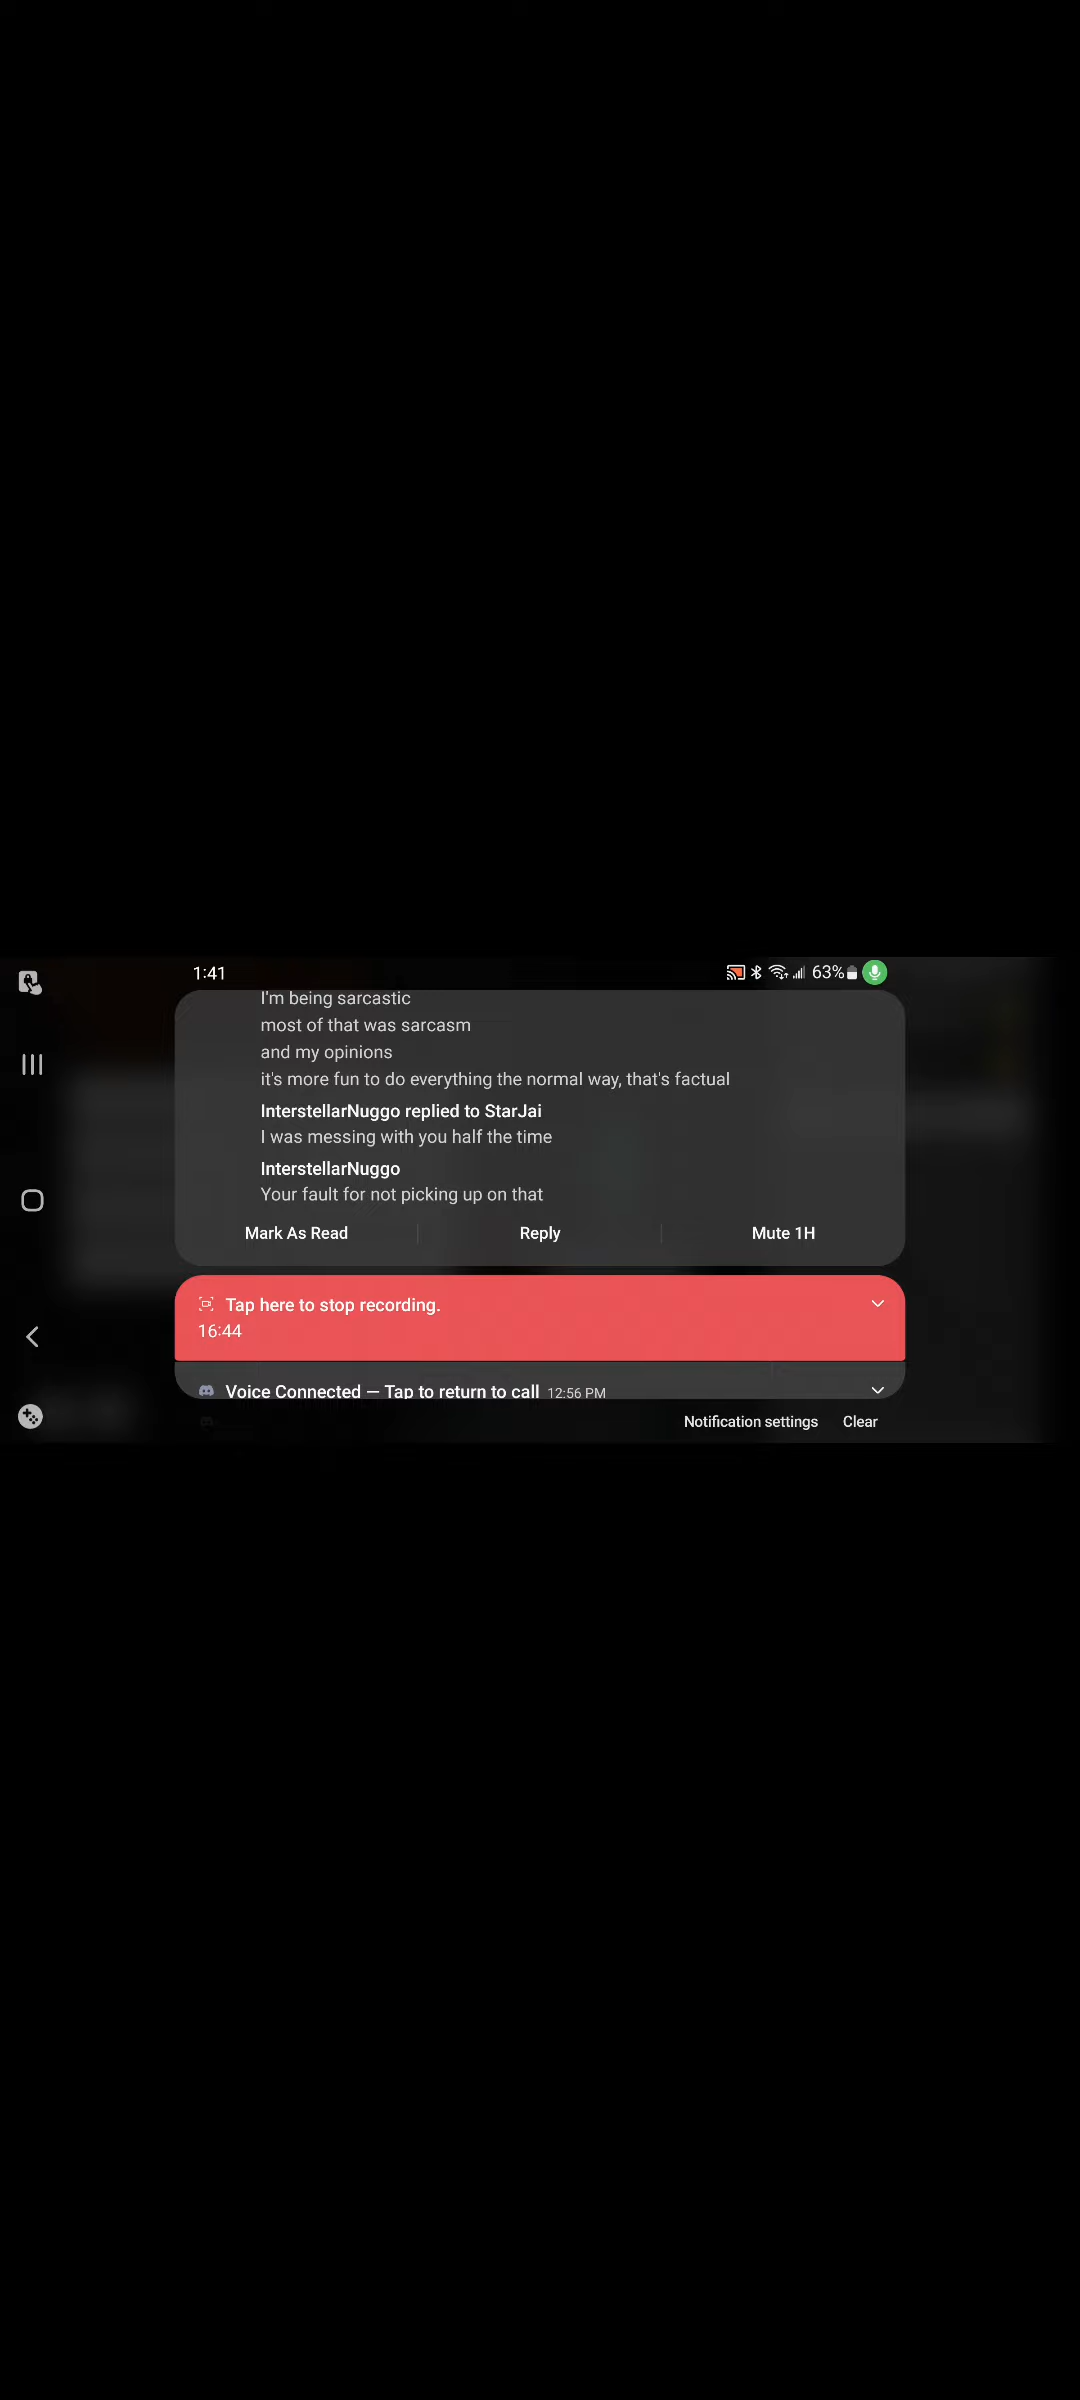 1:41
63%
I'm being sarcastic
most of that was sarcasm
and my opinions
it's more fun to do everything the normal way, that's factual
InterstellarNuggo replied to StarJai
I was messing with you half the time
InterstellarNuggo
Your fault for not picking up on that
Mark As Read Reply Mute 1H
Tap here to stop recording.
16:44
Voice Connected — Tap to return to call 12:56 PM
Notification settings Clear